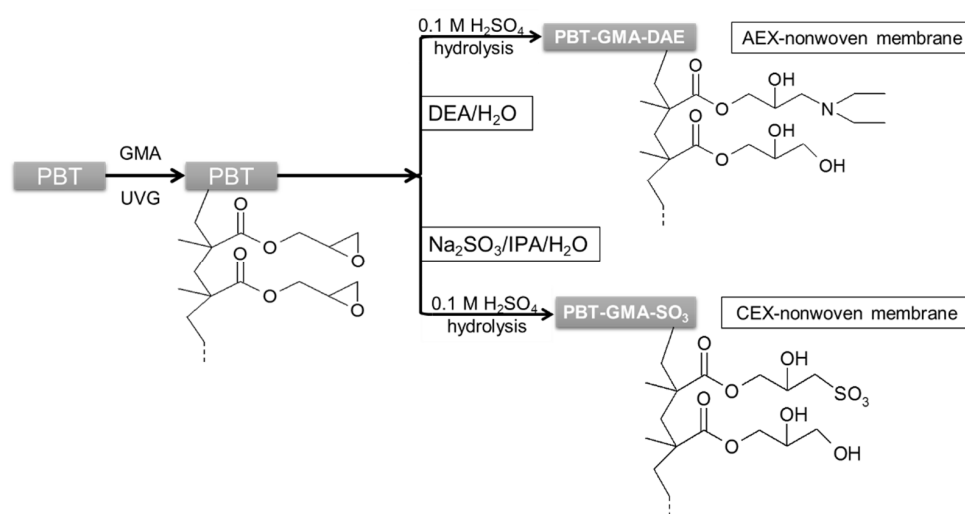 0.1 M H₂SO₄
hydrolysis
PBT-GMA-DAE
AEX-nonwoven membrane
O
O
OH
N
DEA/H₂O
O
O
OH
OH
PBT
GMA
UVG
PBT
O
O
O
O
O
O
Na₂SO₃/IPA/H₂O
0.1 M H₂SO₄
hydrolysis
PBT-GMA-SO₃
CEX-nonwoven membrane
O
O
OH
SO₃
O
O
OH
OH